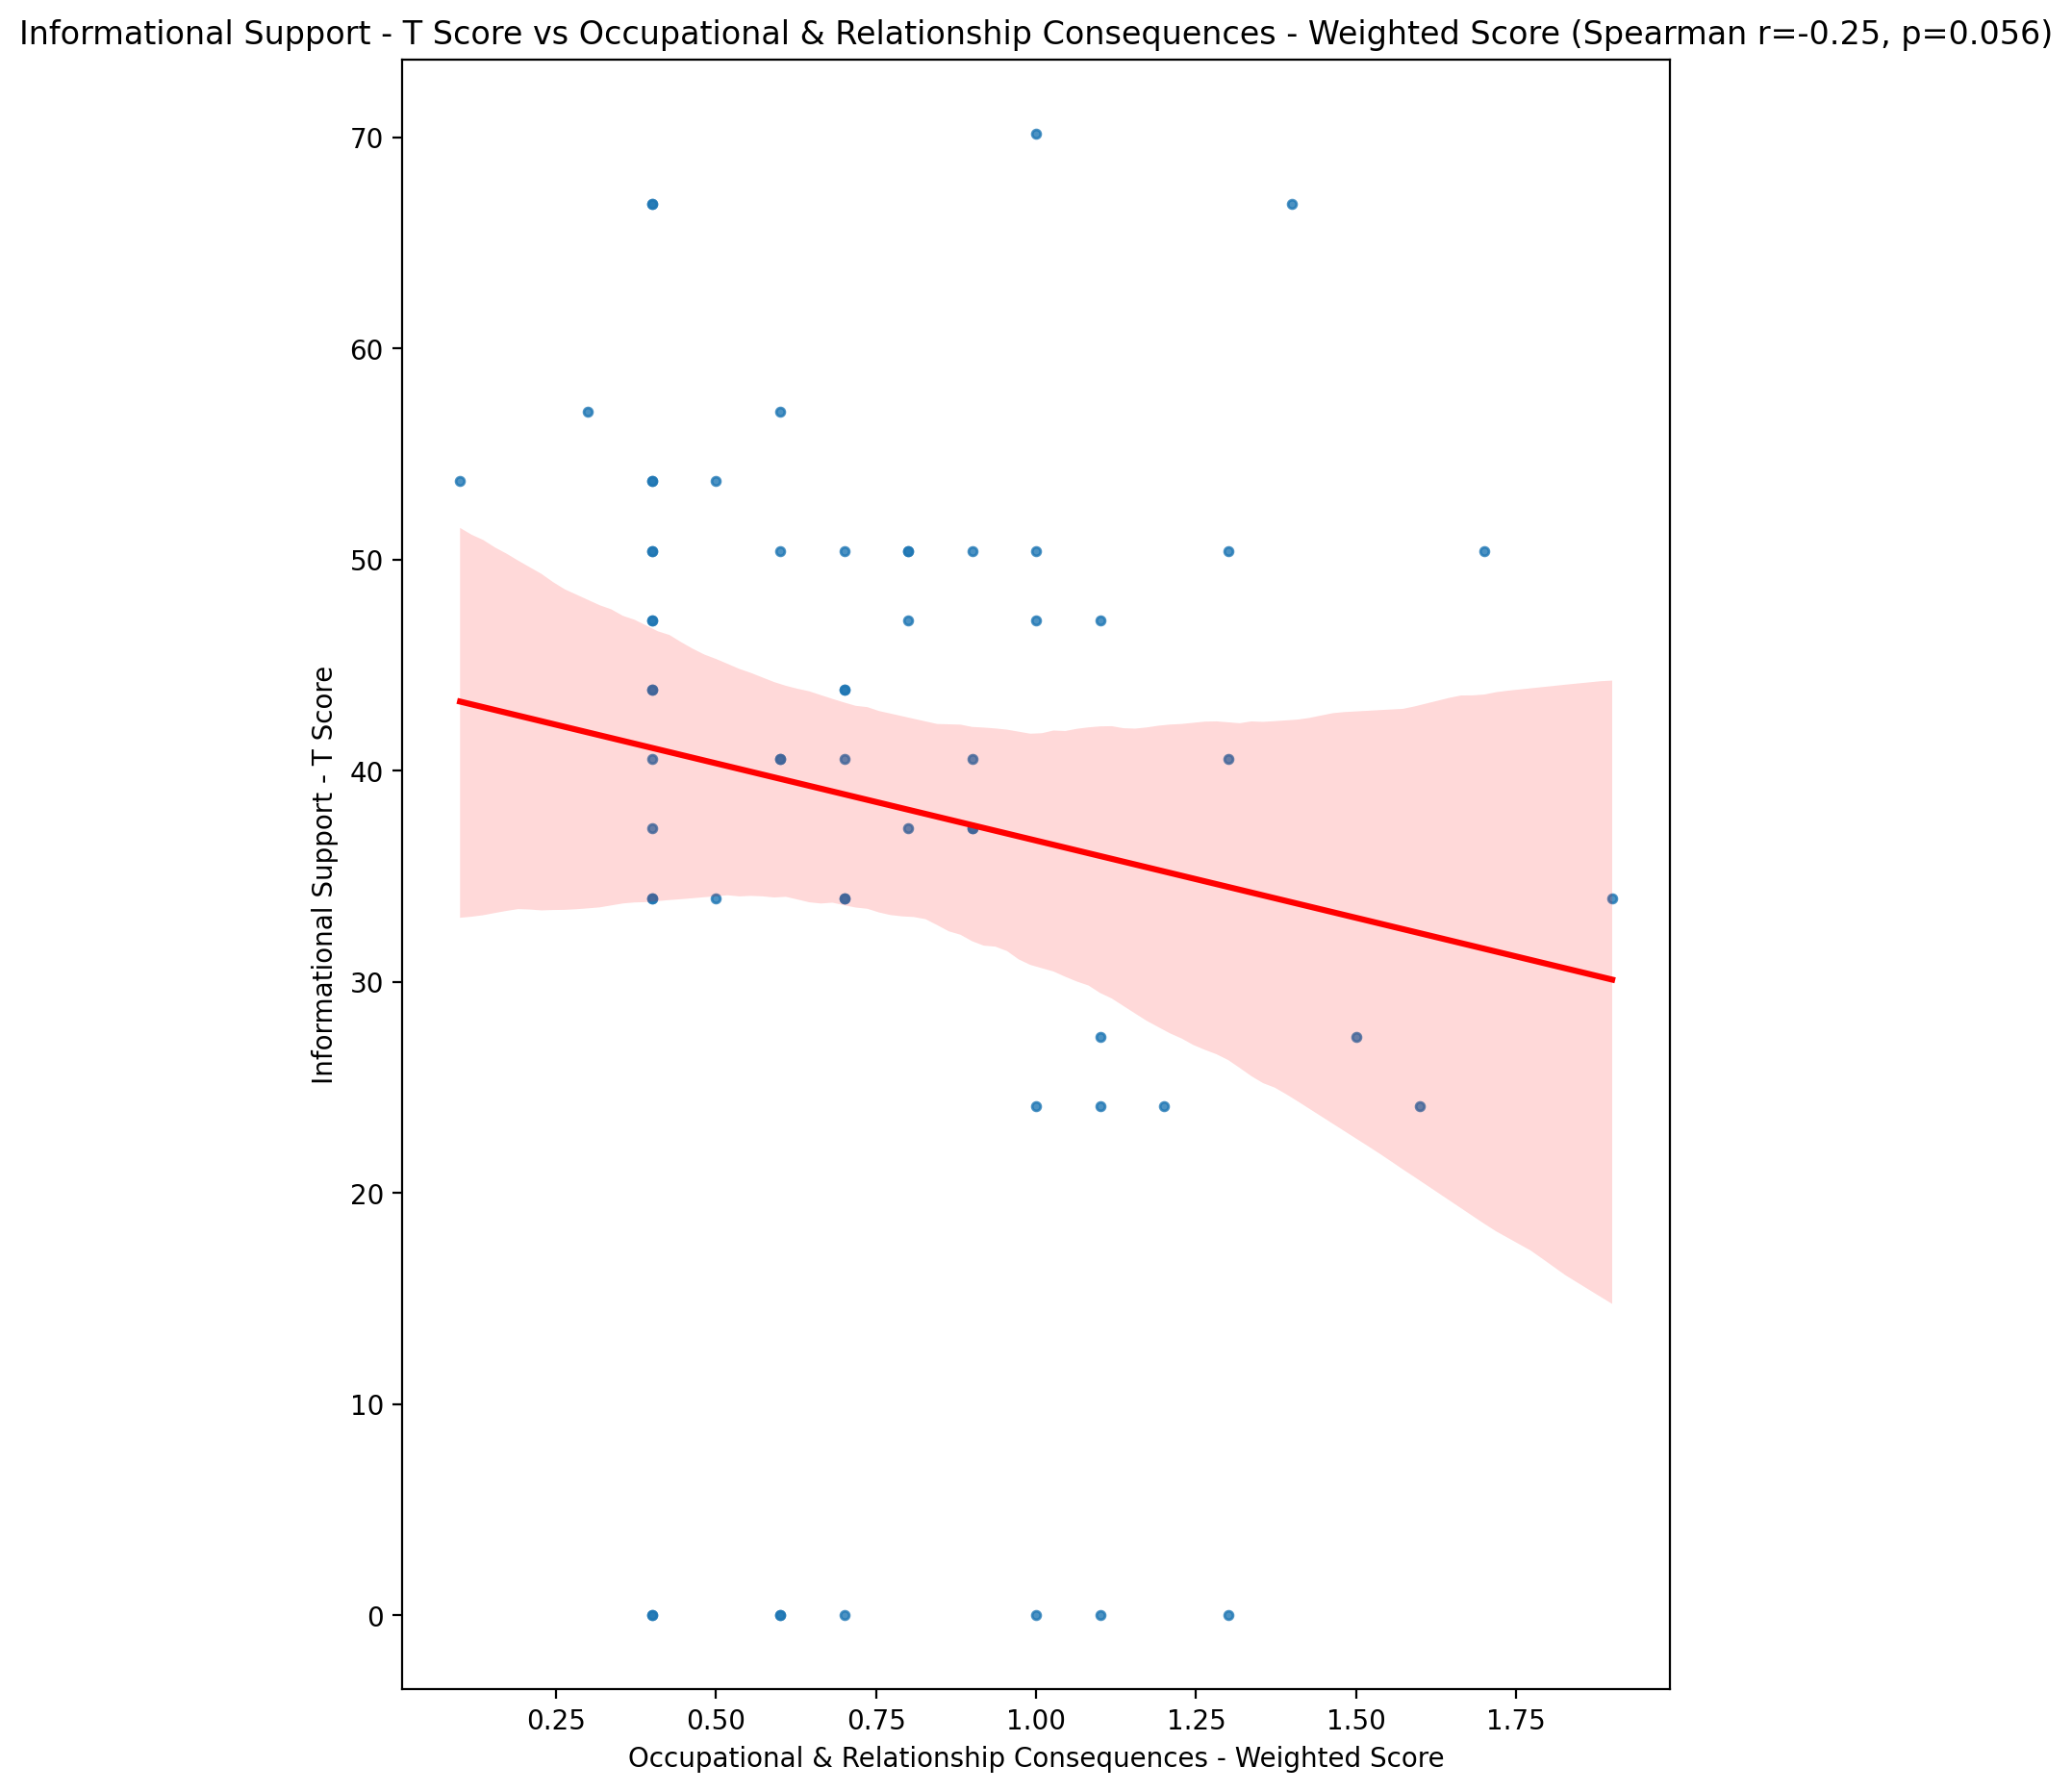 Informational Support - T Score vs Occupational & Relationship Consequences - Weighted Score (Spearman r=-0.25, p=0.056)
70
60
50
40
30
20
10
0
Informational Support - T Score
0.25 0.50 0.75 1.00 1.25 1.50 1.75
Occupational & Relationship Consequences - Weighted Score